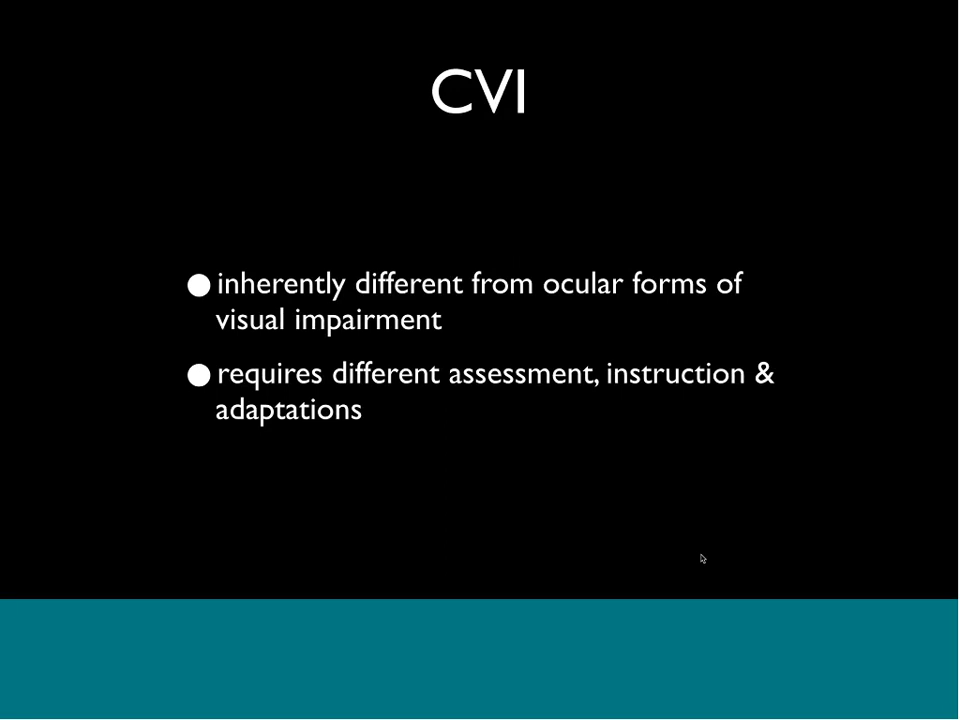 CVI
● inherently different from ocular forms of
visual impairment
● requires different assessment, instruction &
adaptations